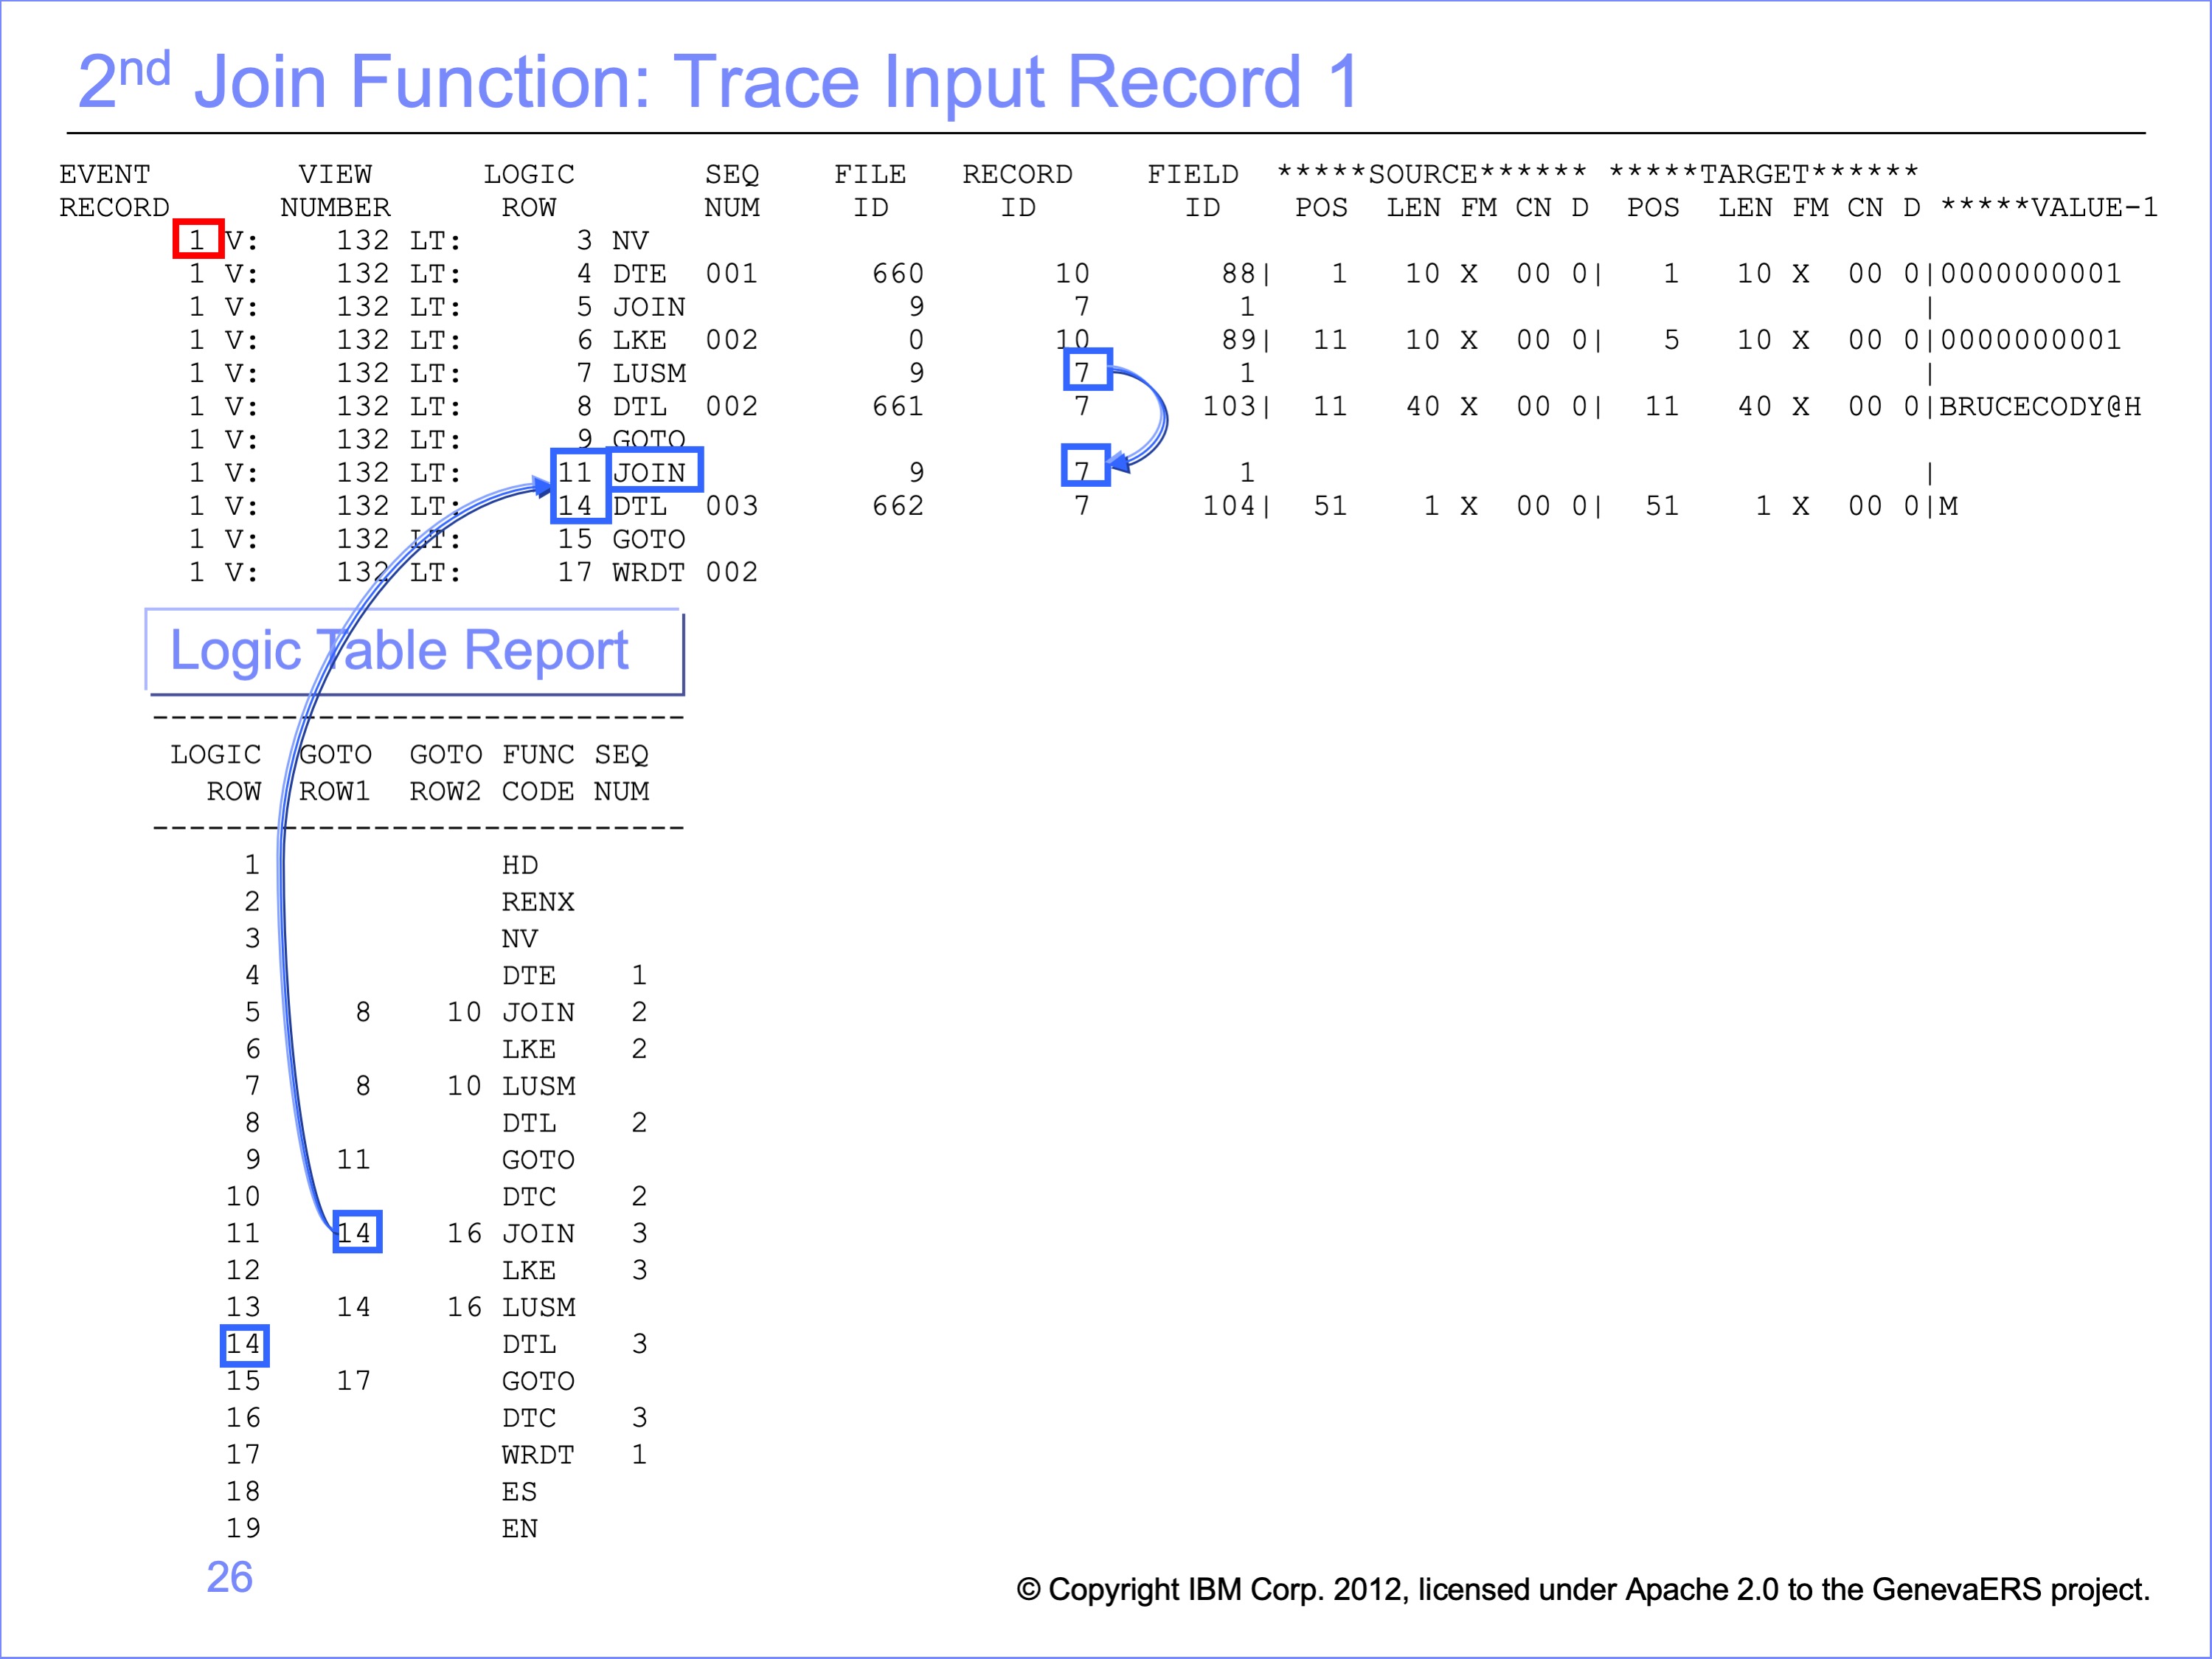 2nd Join Function: Trace Input Record 1
EVENT VIEW LOGIC SEQ FILE RECORD FIELD *****SOURCE****** *****TARGET******
RECORD NUMBER ROW NUM ID ID ID POS LEN FM CN D POS LEN FM CN D *****VALUE-1
1 V: 132 LT: 3 NV
1 V: 132 LT: 4 DTE 001 660 10 88| 1 10 X 00 0| 1 10 X 00 0|0000000001
1 V: 132 LT: 5 JOIN 9 7 1 |
1 V: 132 LT: 6 LKE 002 0 10 89| 11 10 X 00 0| 5 10 X 00 0|0000000001
1 V: 132 LT: 7 LUSM 9 7 1 |
1 V: 132 LT: 8 DTL 002 661 7 103| 11 40 X 00 0| 11 40 X 00 0|BRUCECODY@H
1 V: 132 LT: 9 GOTO
1 V: 132 LT: 11 JOIN 9 7 1 |
1 V: 132 LT: 14 DTL 003 662 7 104| 51 1 X 00 0| 51 1 X 00 0|M
1 V: 132 LT: 15 GOTO
1 V: 132 LT: 17 WRDT 002
Logic Table Report
-----------------------------
LOGIC GOTO GOTO FUNC SEQ
ROW ROW1 ROW2 CODE NUM
-----------------------------
1 HD
2 RENX
3 NV
4 DTE 1
5 8 10 JOIN 2
6 LKE 2
7 8 10 LUSM
8 DTL 2
9 11 GOTO
10 DTC 2
11 14 16 JOIN 3
12 LKE 3
13 14 16 LUSM
14 DTL 3
15 17 GOTO
16 DTC 3
17 WRDT 1
18 ES
19 EN
26
© Copyright IBM Corp. 2012, licensed under Apache 2.0 to the GenevaERS project.